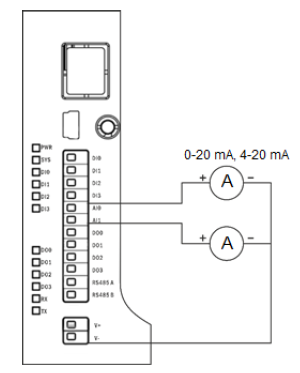 0-20 mA, 4-20 mA
PWR
SYS
DI0
DI1
DI2
DI3
DO0
DO1
DO2
DO3
RX
TX
DI0
DI1
DI2
DI3
AI0
AI1
DO0
DO1
DO2
DO3
RS485 A
RS485 B
V+
V-
+ A -
+ A -